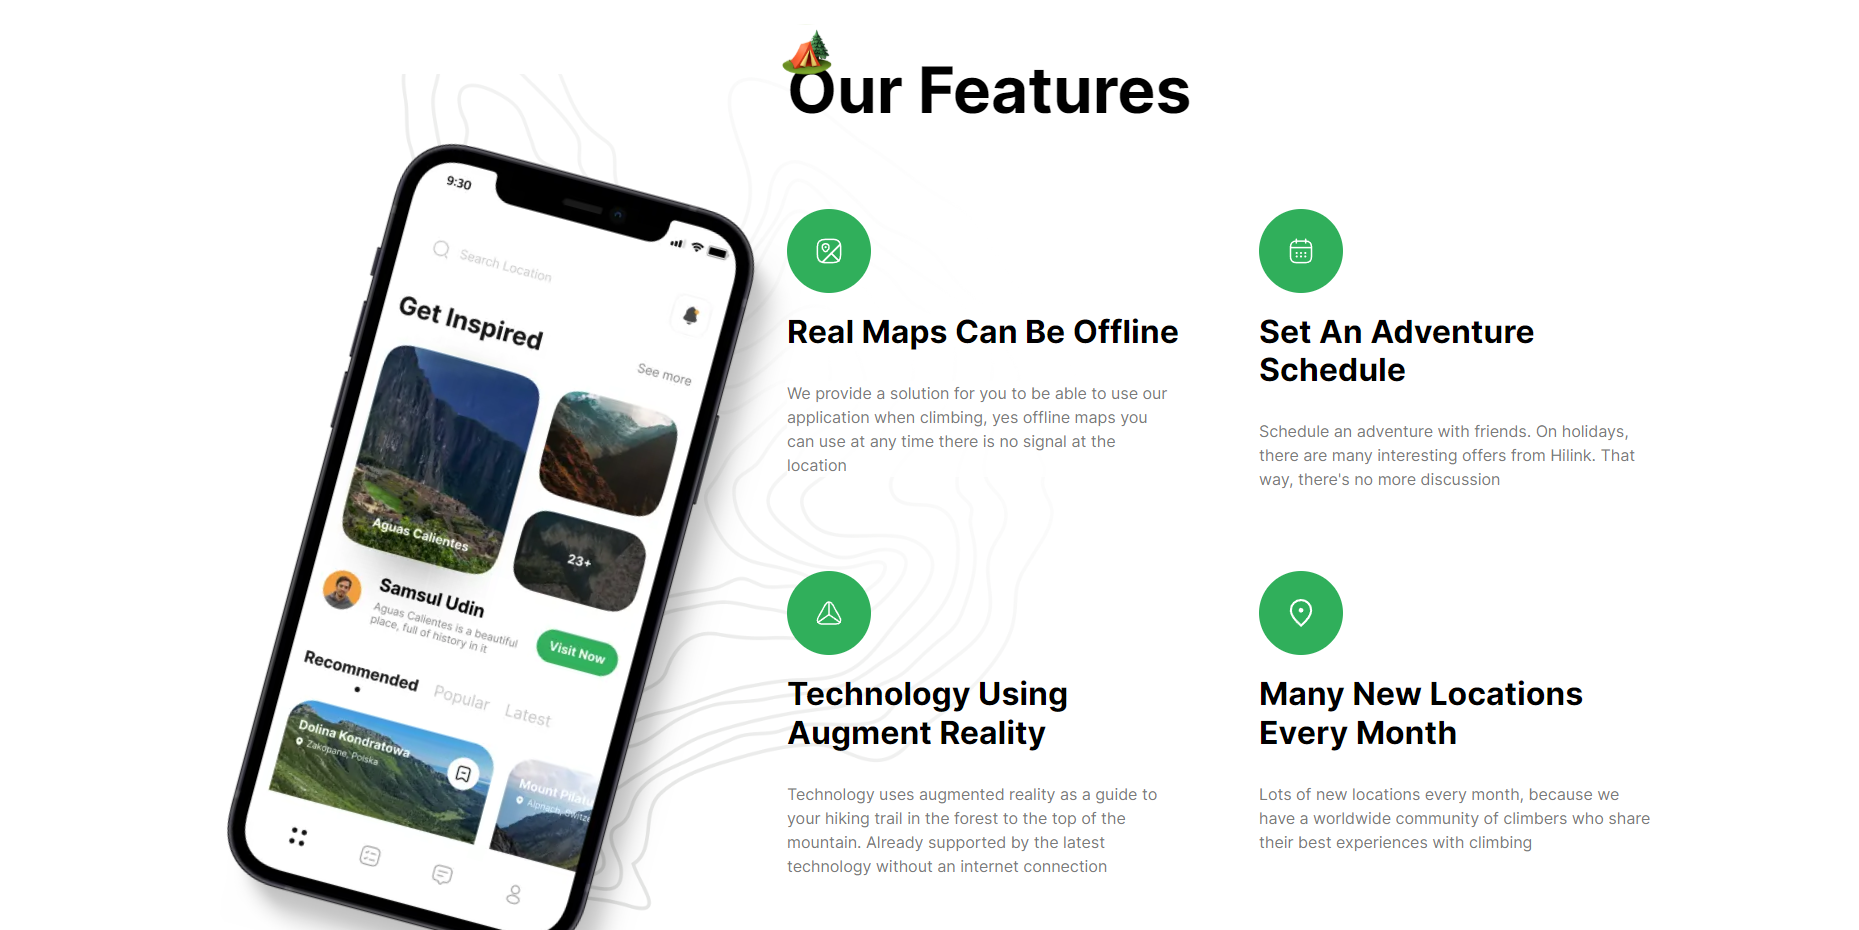 Our Features
9:30
Search Location
Get Inspired
See more
Aguas Calientes
23+
Samsul Udin
Aguas Calientes is a beautiful
place, full of history in it
Visit Now
Recommended
Popular
Latest
Dolina Kondratowa
Zakopane, Polska
Mount
Alpnach,
Real Maps Can Be Offline
We provide a solution for you to be able to use our
application when climbing, yes offline maps you
can use at any time there is no signal at the
location
Set An Adventure
Schedule
Schedule an adventure with friends. On holidays,
there are many interesting offers from Hilink. That
way, there's no more discussion
Technology Using
Augment Reality
Technology uses augmented reality as a guide to
your hiking trail in the forest to the top of the
mountain. Already supported by the latest
technology without an internet connection
Many New Locations
Every Month
Lots of new locations every month, because we
have a worldwide community of climbers who share
their best experiences with climbing